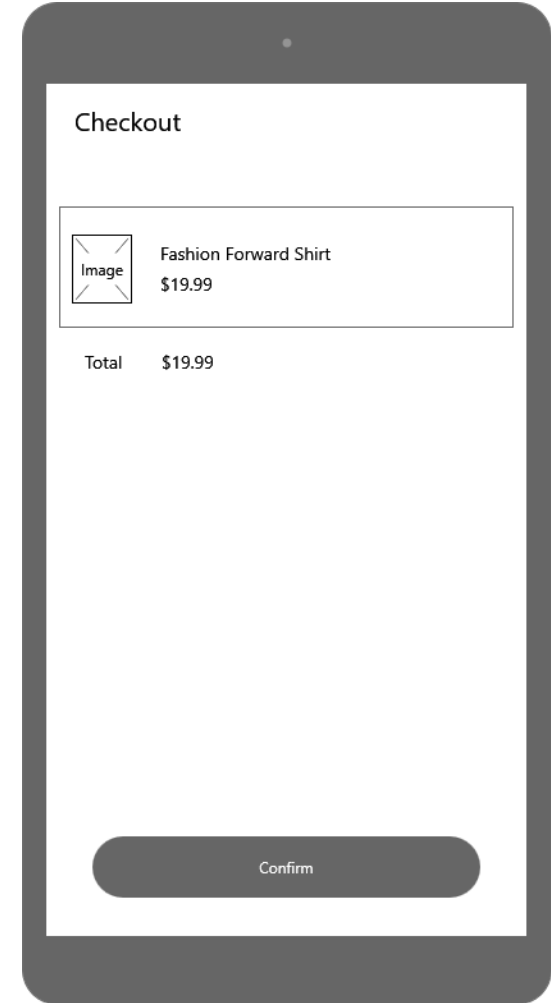 Checkout
Image
Fashion Forward Shirt
$19.99
Total $19.99
Confirm